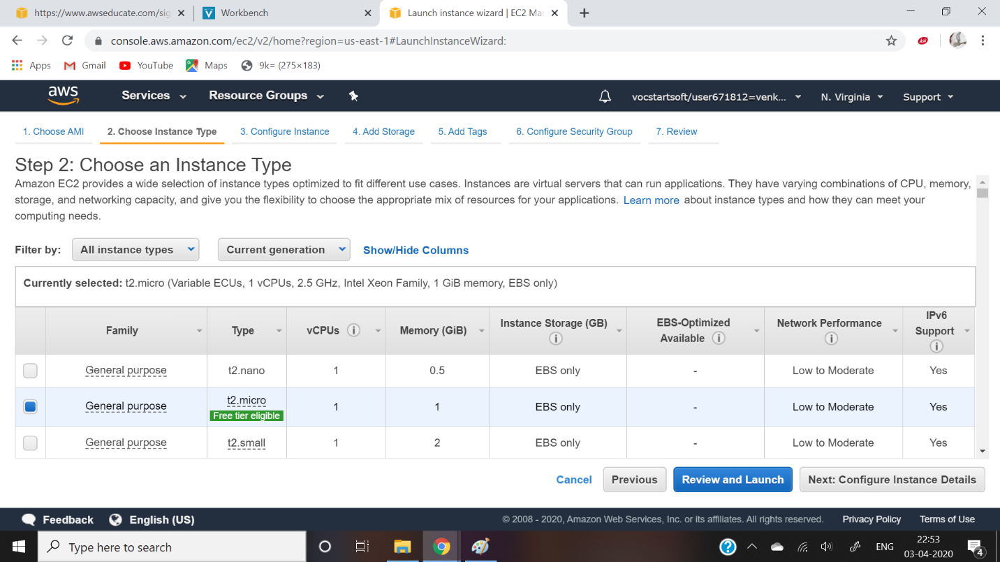 https://www.awseducate.com/sig
Workbench
Launch instance wizard | EC2 Ma
console.aws.amazon.com/ec2/v2/home?region=us-east-1#LaunchInstanceWizard:
Ask
Apps Gmail YouTube Maps 9k= (275×183)
aws Services Resource Groups vocstartsoft/user671812=venk... N. Virginia Support
1. Choose AMI 2. Choose Instance Type 3. Configure Instance 4. Add Storage 5. Add Tags 6. Configure Security Group 7. Review
Step 2: Choose an Instance Type
Amazon EC2 provides a wide selection of instance types optimized to fit different use cases. Instances are virtual servers that can run applications. They have varying combinations of CPU, memory,
storage, and networking capacity, and give you the flexibility to choose the appropriate mix of resources for your applications. Learn more about instance types and how they can meet your
computing needs.
Filter by: All instance types Current generation Show/Hide Columns
Currently selected: t2.micro (Variable ECUs, 1 vCPUs, 2.5 GHz, Intel Xeon Family, 1 GiB memory, EBS only)
Family Type vCPUs Memory (GiB) Instance Storage (GB) EBS-Optimized Available Network Performance IPv6 Support
General purpose t2.nano 1 0.5 EBS only - Low to Moderate Yes
General purpose t2.micro Free tier eligible 1 1 EBS only - Low to Moderate Yes
General purpose t2.small 1 2 EBS only - Low to Moderate Yes
Cancel Previous Review and Launch Next: Configure Instance Details
Feedback English (US) © 2008 - 2020, Amazon Web Services, Inc. or its affiliates. All rights reserved. Privacy Policy Terms of Use
Type here to search ENG 22:53
03-04-2020 4